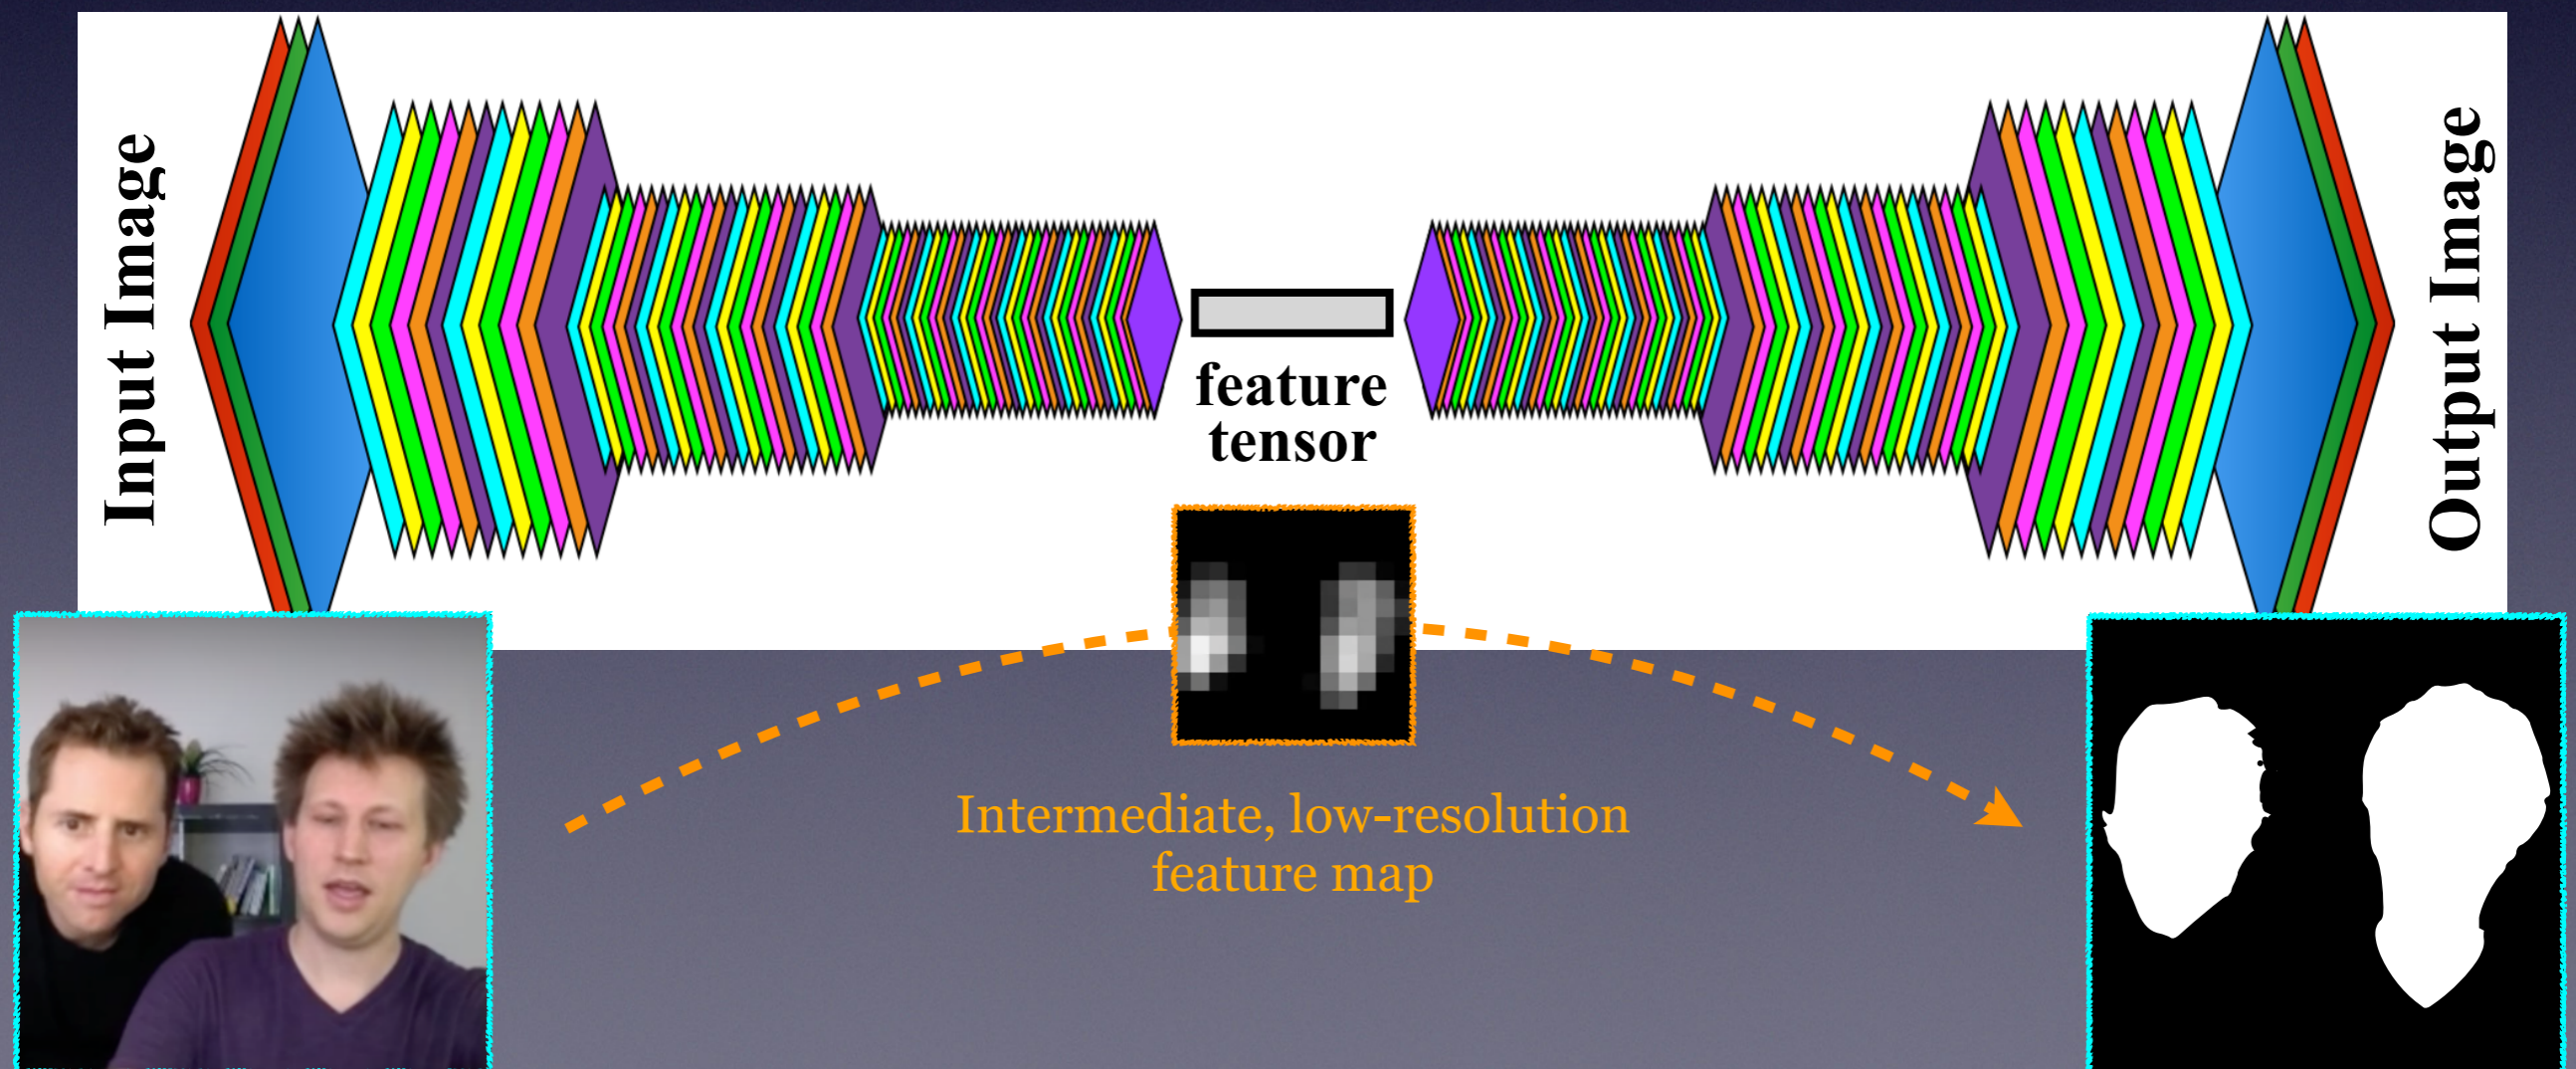 Input Image
feature
tensor
Output Image
Intermediate, low-resolution
feature map